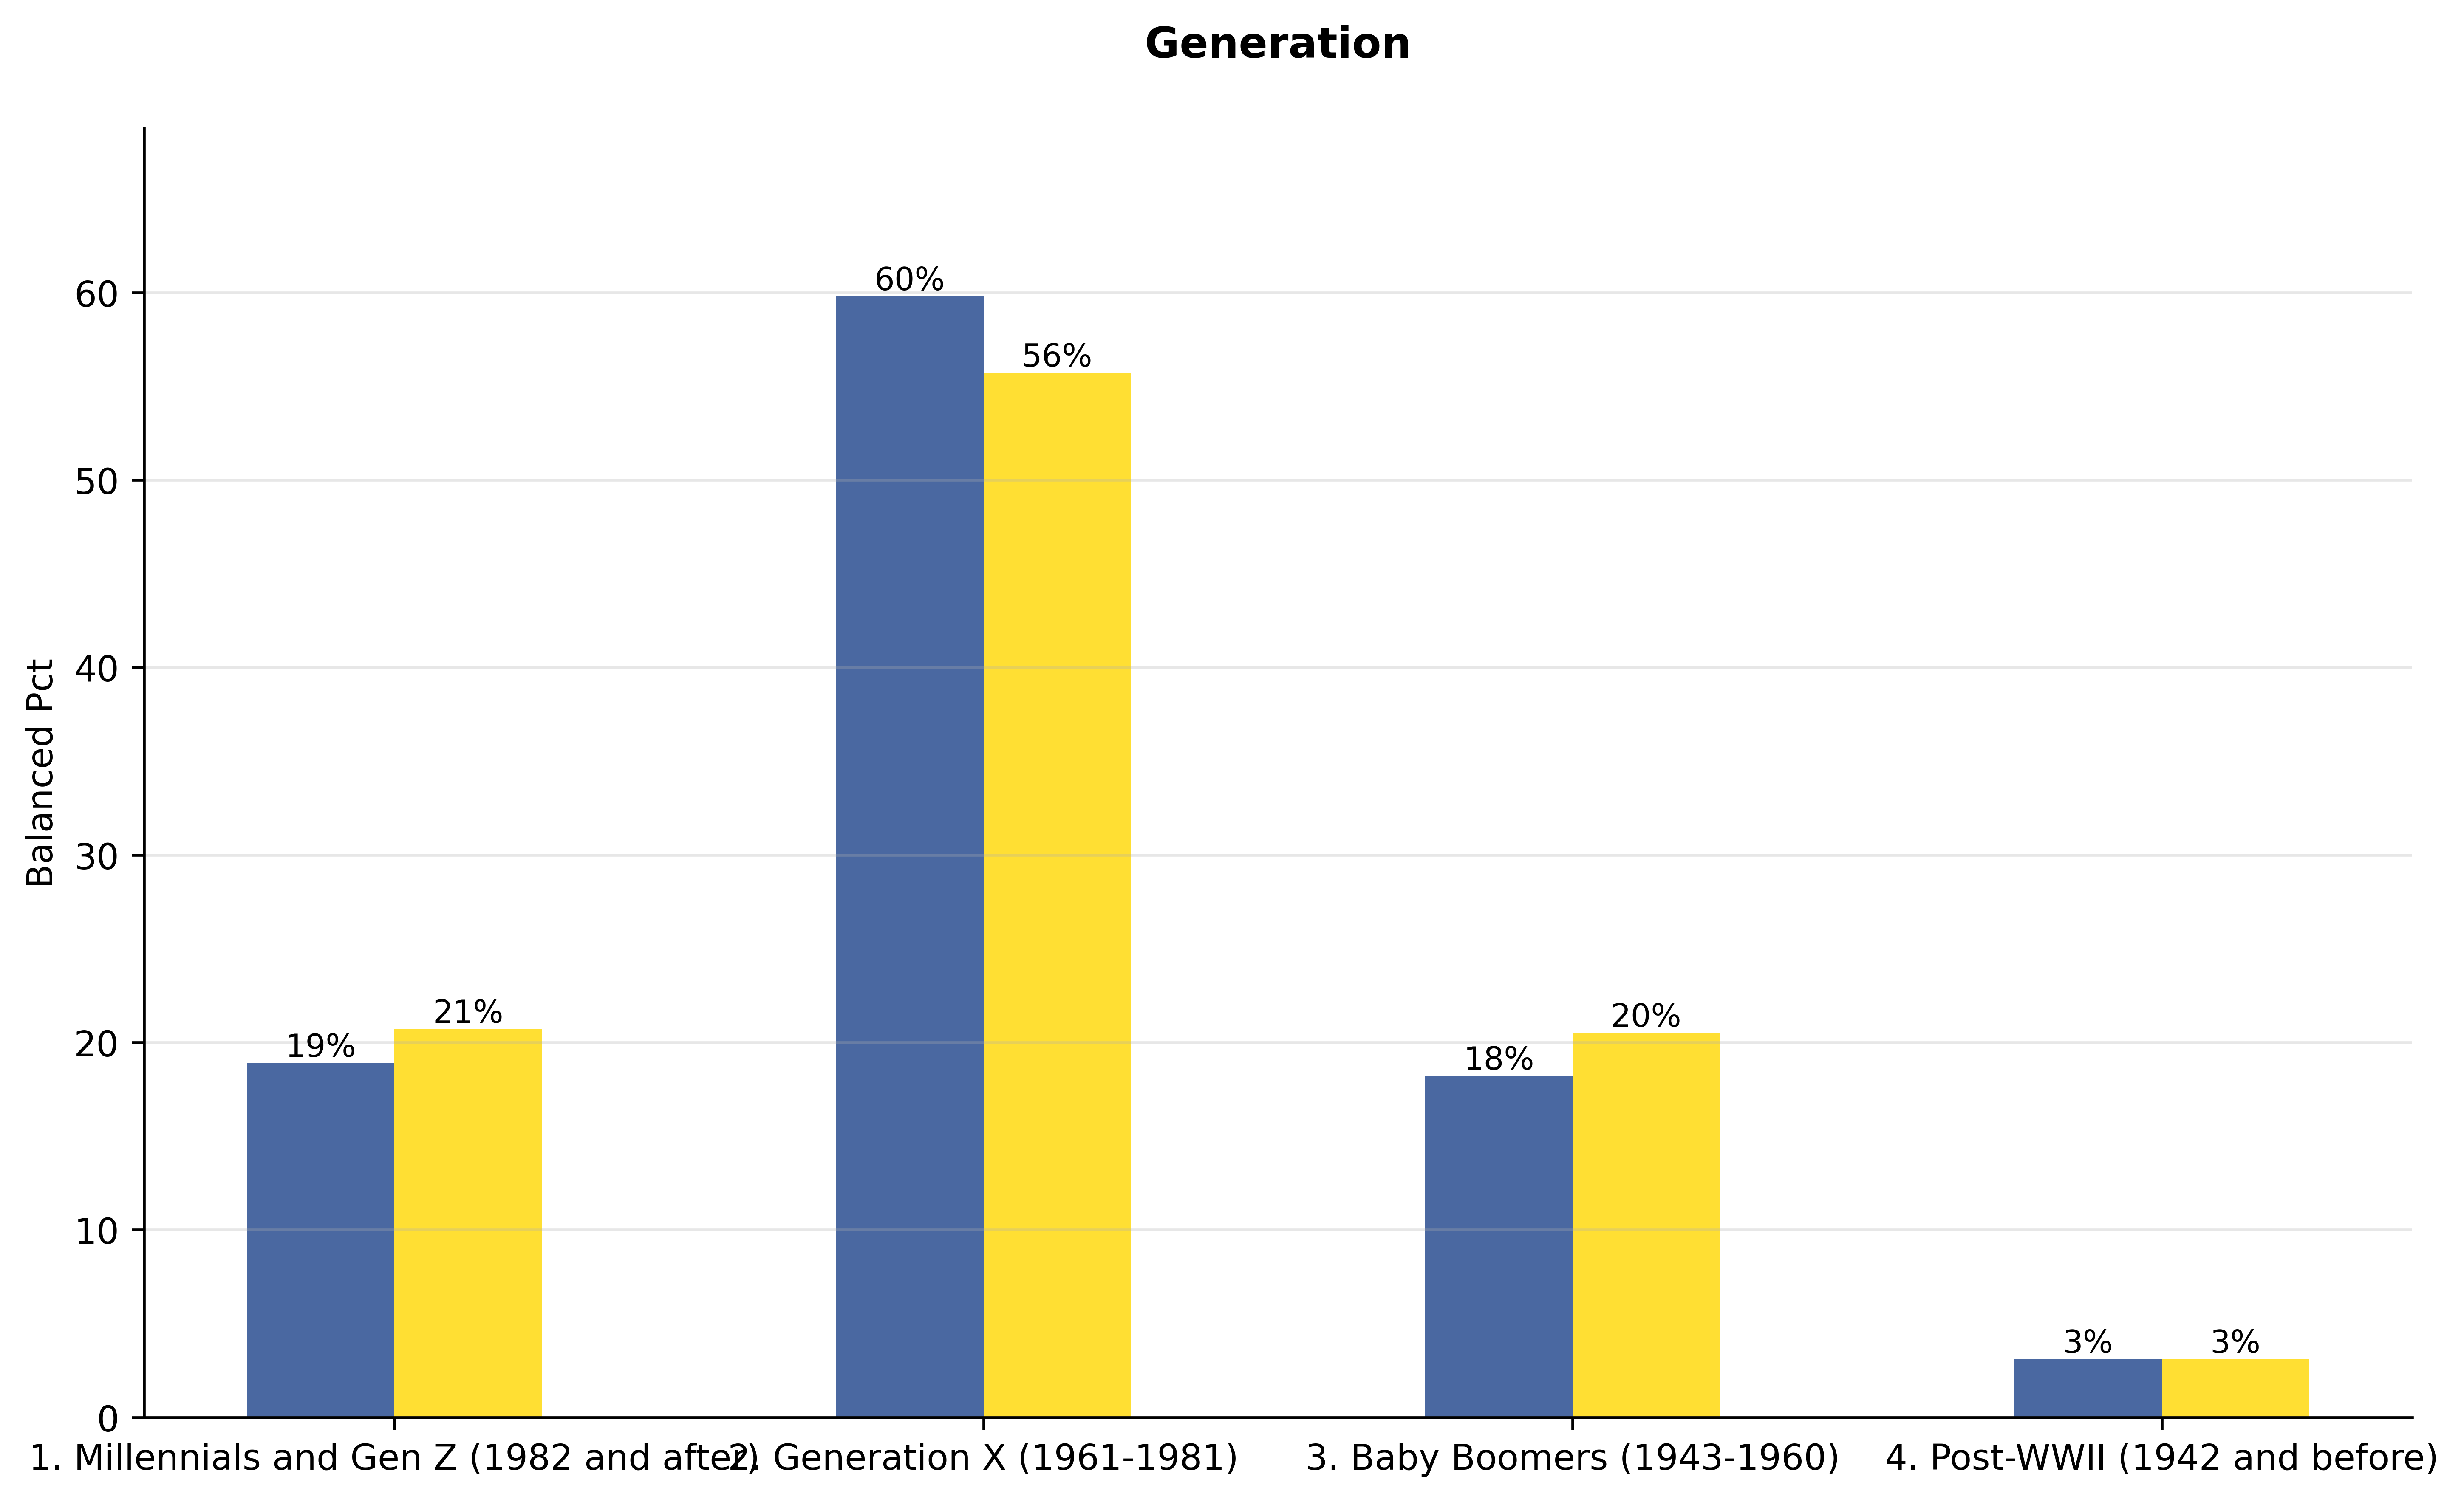 Generation
Balanced Pct
60
50
40
30
20
10
0
19%
21%
60%
56%
18%
20%
3%
3%
1. Millennials and Gen Z (1982 and after)
2. Generation X (1961-1981)
3. Baby Boomers (1943-1960)
4. Post-WWII (1942 and before)